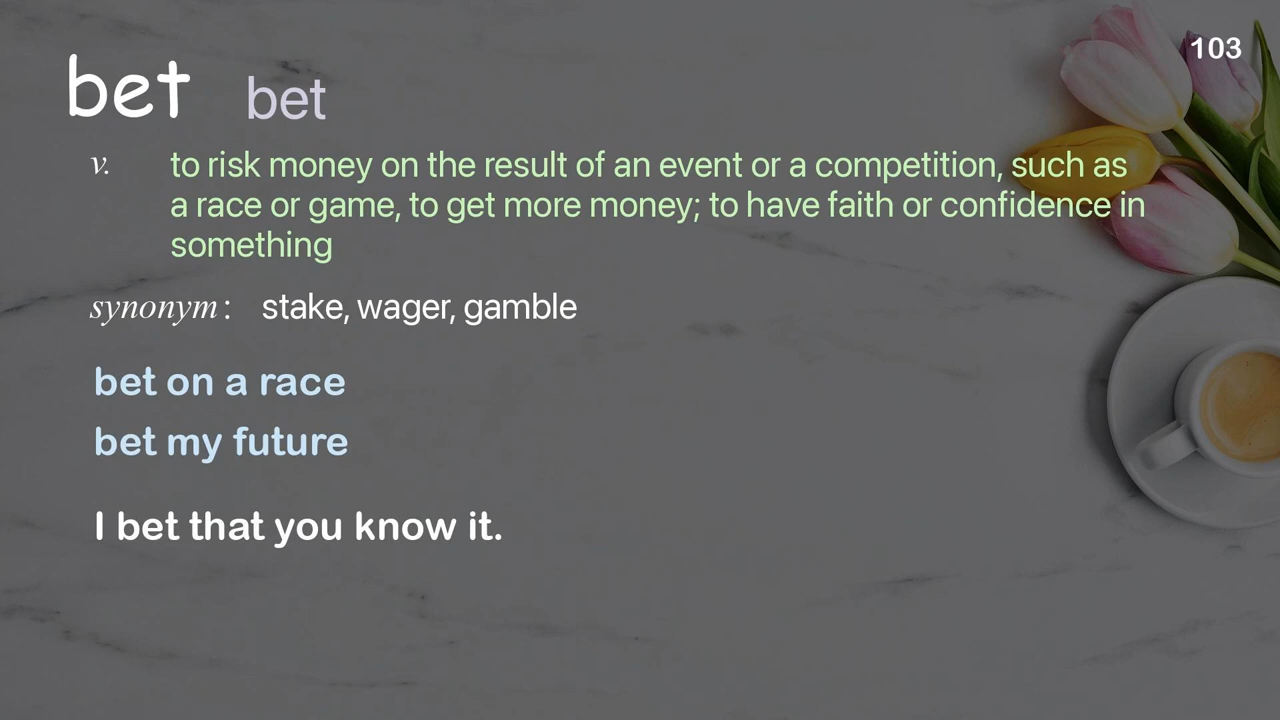 103
bet bet
v. to risk money on the result of an event or a competition, such as
a race or game, to get more money; to have faith or confidence in
something
synonym: stake, wager, gamble
bet on a race
bet my future
I bet that you know it.